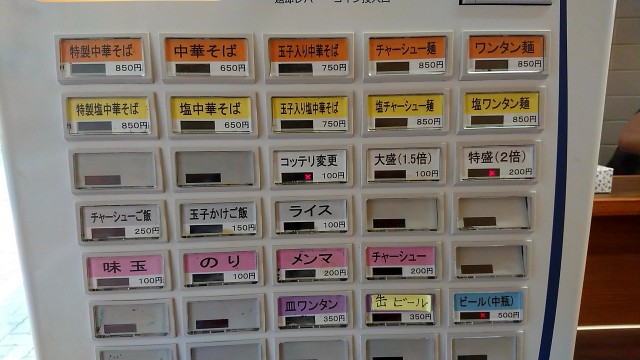 特製中華そば 850円
中華そば 650円
玉子入り中華そば 750円
チャーシュー麺 850円
ワンタン麺 850円
特製塩中華そば 850円
塩中華そば 650円
玉子入り塩中華そば 750円
塩チャーシュー麺 850円
塩ワンタン麺 850円
コッテリ変更 100円
大盛(1.5倍) 100円
特盛(2倍) 100円
チャーシューご飯 250円
玉子かけご飯 150円
ライス 100円
味玉 100円
のり 100円
メンマ 200円
チャーシュー 200円
皿ワンタン 350円
缶ビール 350円
ビール(中瓶) 500円